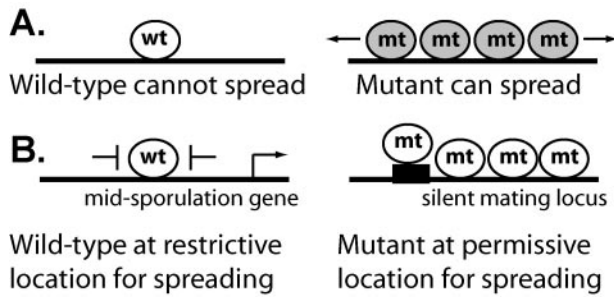 A.
wt
mt mt mt mt
Wild-type cannot spread
Mutant can spread
B.
wt
mid-sporulation gene
mt
mt mt mt
silent mating locus
Wild-type at restrictive
location for spreading
Mutant at permissive
location for spreading